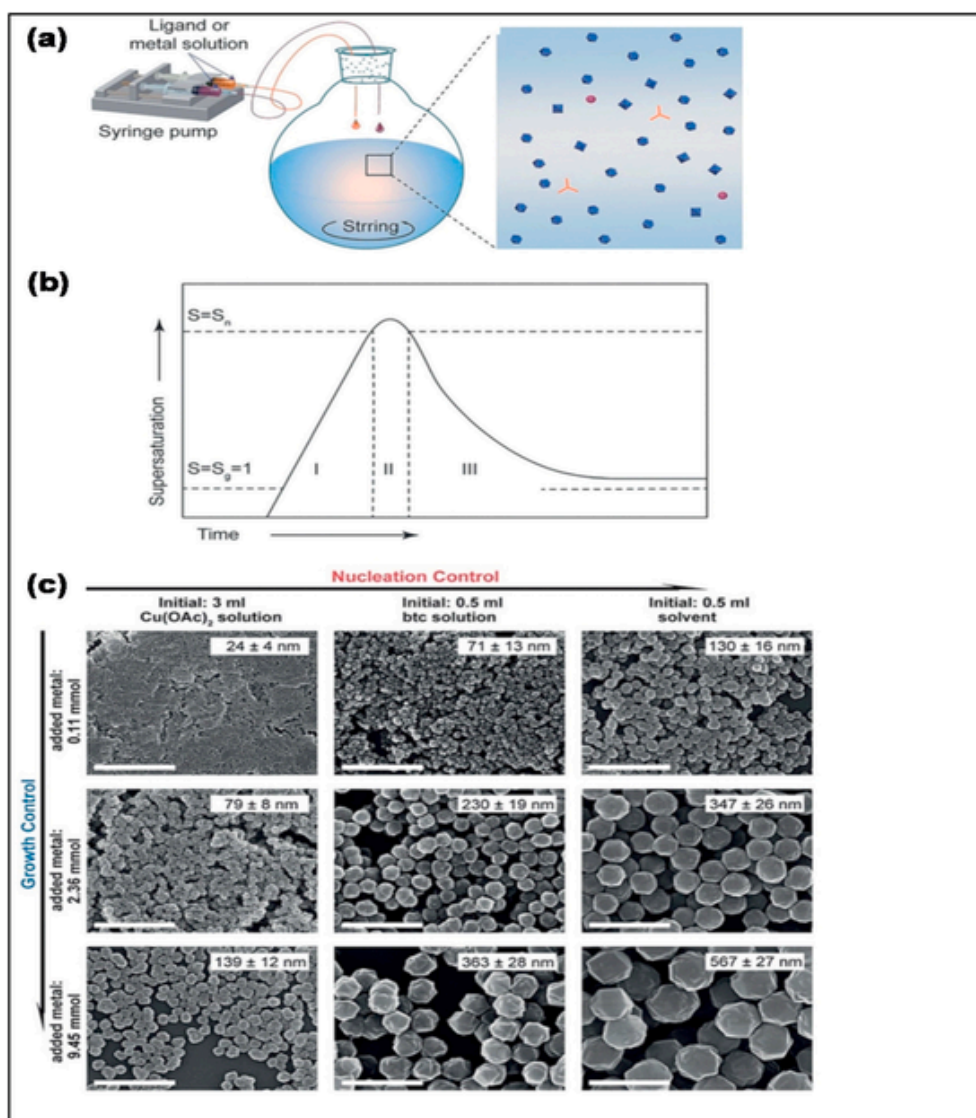 (a)
Ligand or
metal solution
Syringe pump
Strring
(b)
S=Sₙ
Supersaturation
S=S_g=1
I
II
III
Time
(c)
Nucleation Control
Initial: 3 ml
Cu(OAc)₂ solution
Initial: 0.5 ml
btc solution
Initial: 0.5 ml
solvent
Growth Control
added metal:
0.11 mmol
24 ± 4 nm
71 ± 13 nm
130 ± 16 nm
added metal:
2.36 mmol
79 ± 8 nm
230 ± 19 nm
347 ± 26 nm
added metal:
9.45 mmol
139 ± 12 nm
363 ± 28 nm
567 ± 27 nm